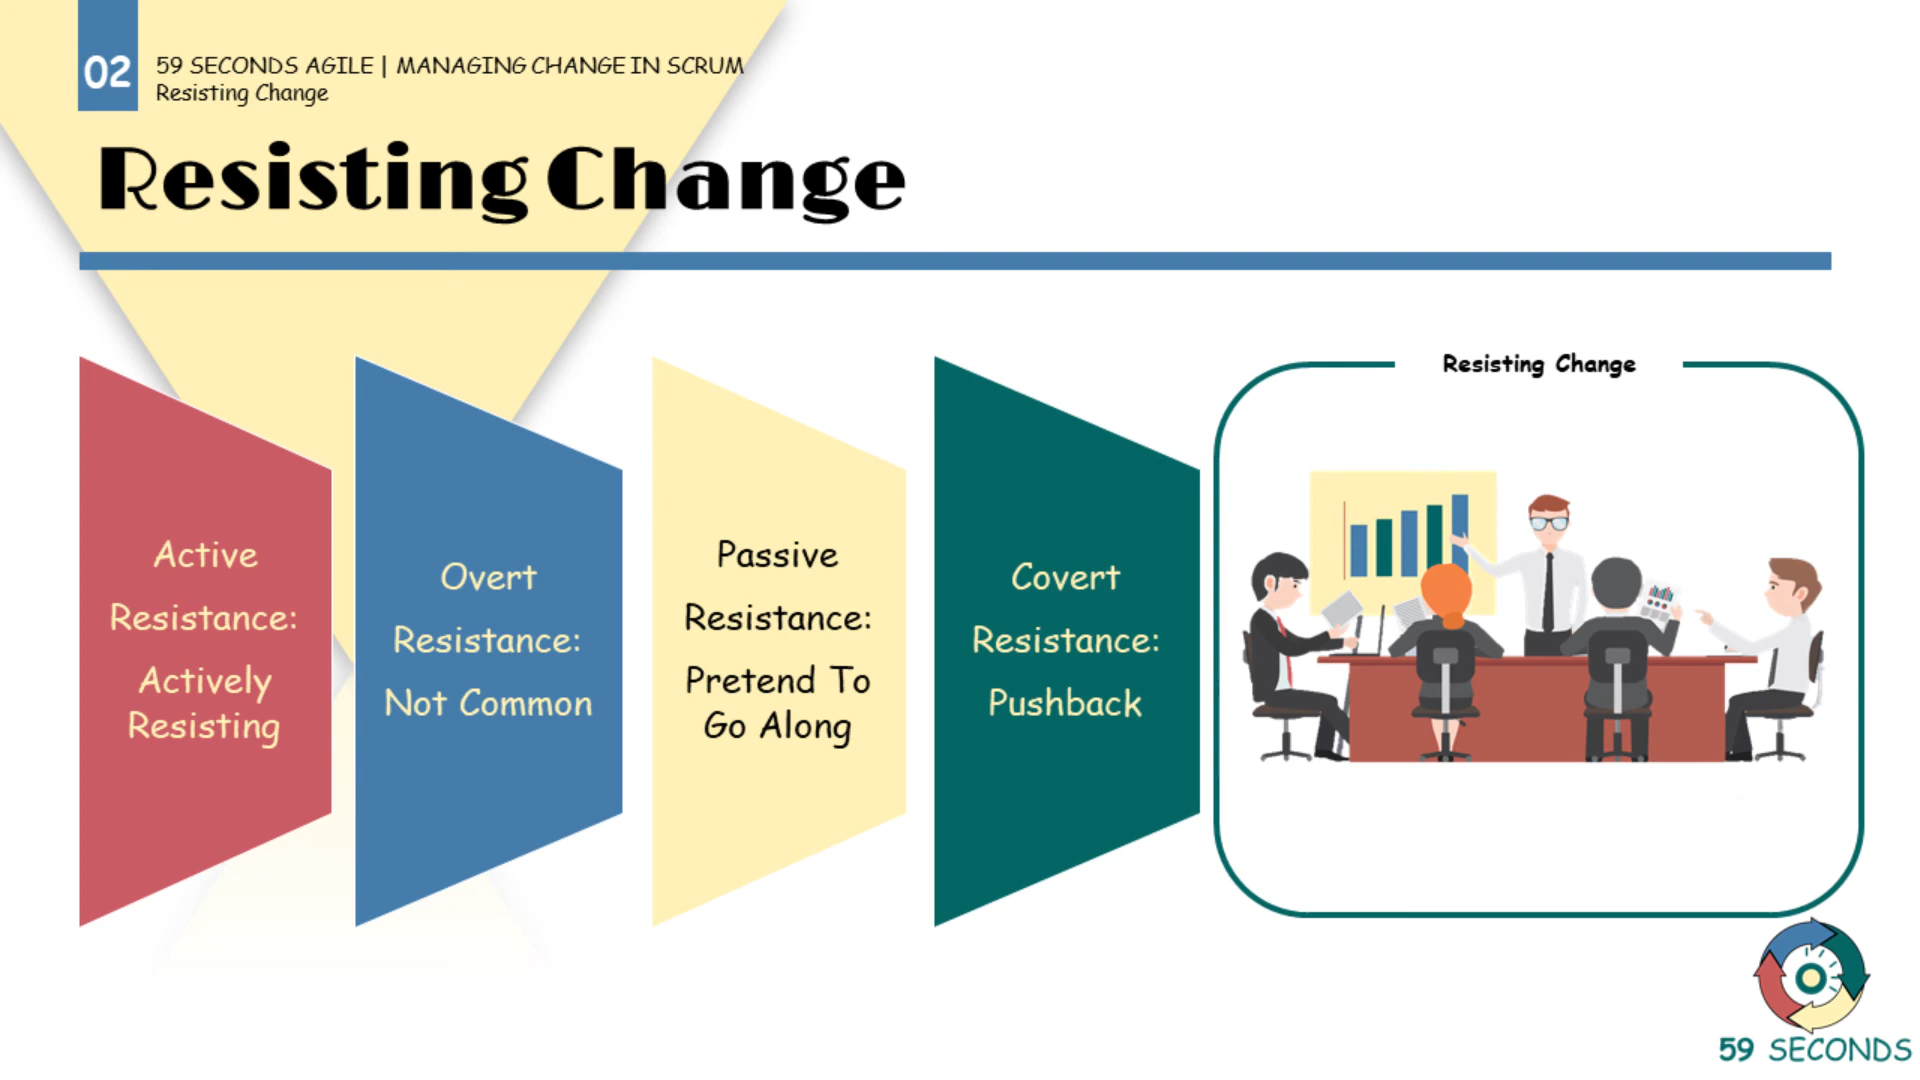 02
59 SECONDS AGILE | MANAGING CHANGE IN SCRUM
Resisting Change
Resisting Change
Active
Resistance:
Actively
Resisting
Overt
Resistance:
Not Common
Passive
Resistance:
Pretend To
Go Along
Covert
Resistance:
Pushback
Resisting Change
59 SECONDS